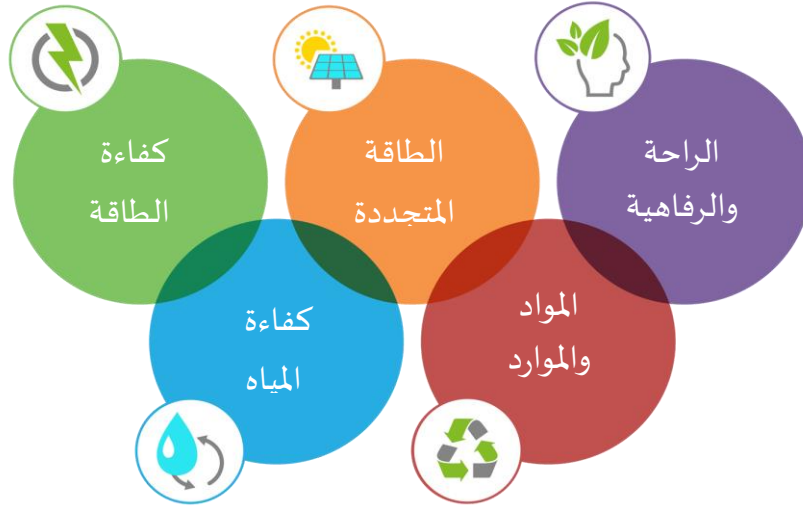 الراحة
والرفاهية
الطاقة
المتجددة
كفاءة
الطاقة
المواد
والموارد
كفاءة
المياه